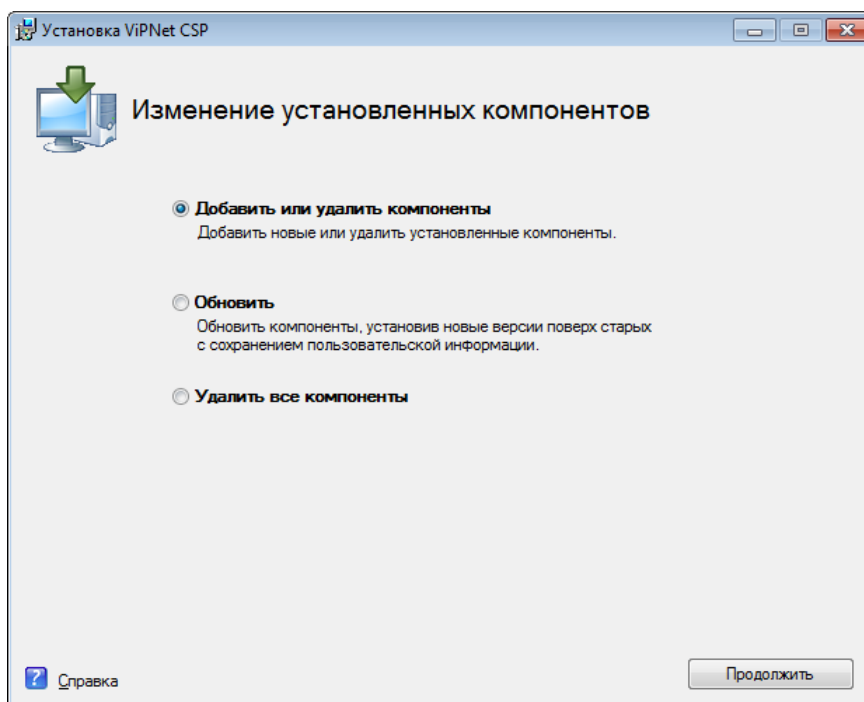 Установка ViPNet CSP
Изменение установленных компонентов
Добавить или удалить компоненты
Добавить новые или удалить установленные компоненты.
Обновить
Обновить компоненты, установив новые версии поверх старых
с сохранением пользовательской информации.
Удалить все компоненты
Справка
Продолжить